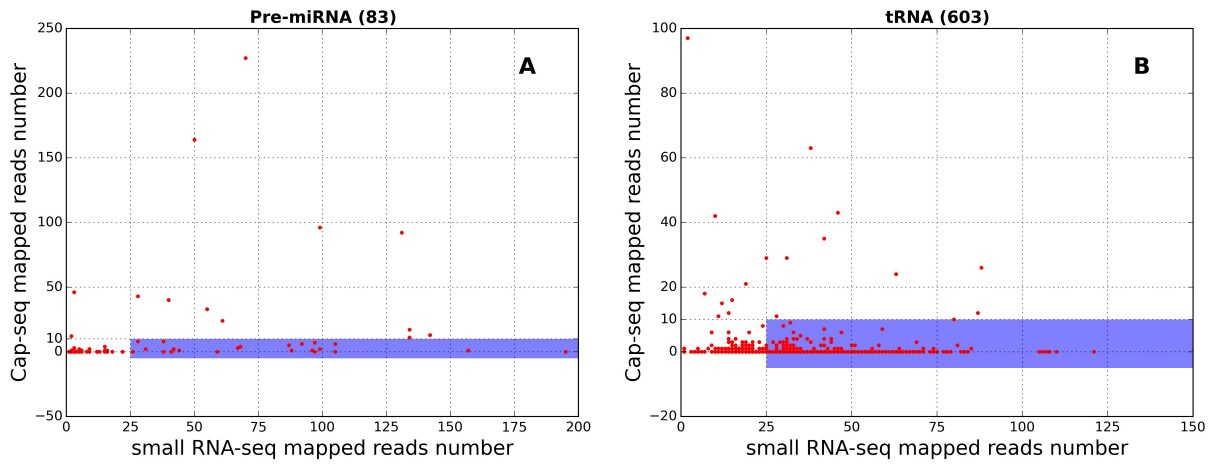 Pre-miRNA (83)
A
Cap-seq mapped reads number
250
200
150
100
50
10
0
−50
0 25 50 75 100 125 150 175 200
small RNA-seq mapped reads number
tRNA (603)
B
Cap-seq mapped reads number
100
80
60
40
20
10
0
−20
0 25 50 75 100 125 150
small RNA-seq mapped reads number